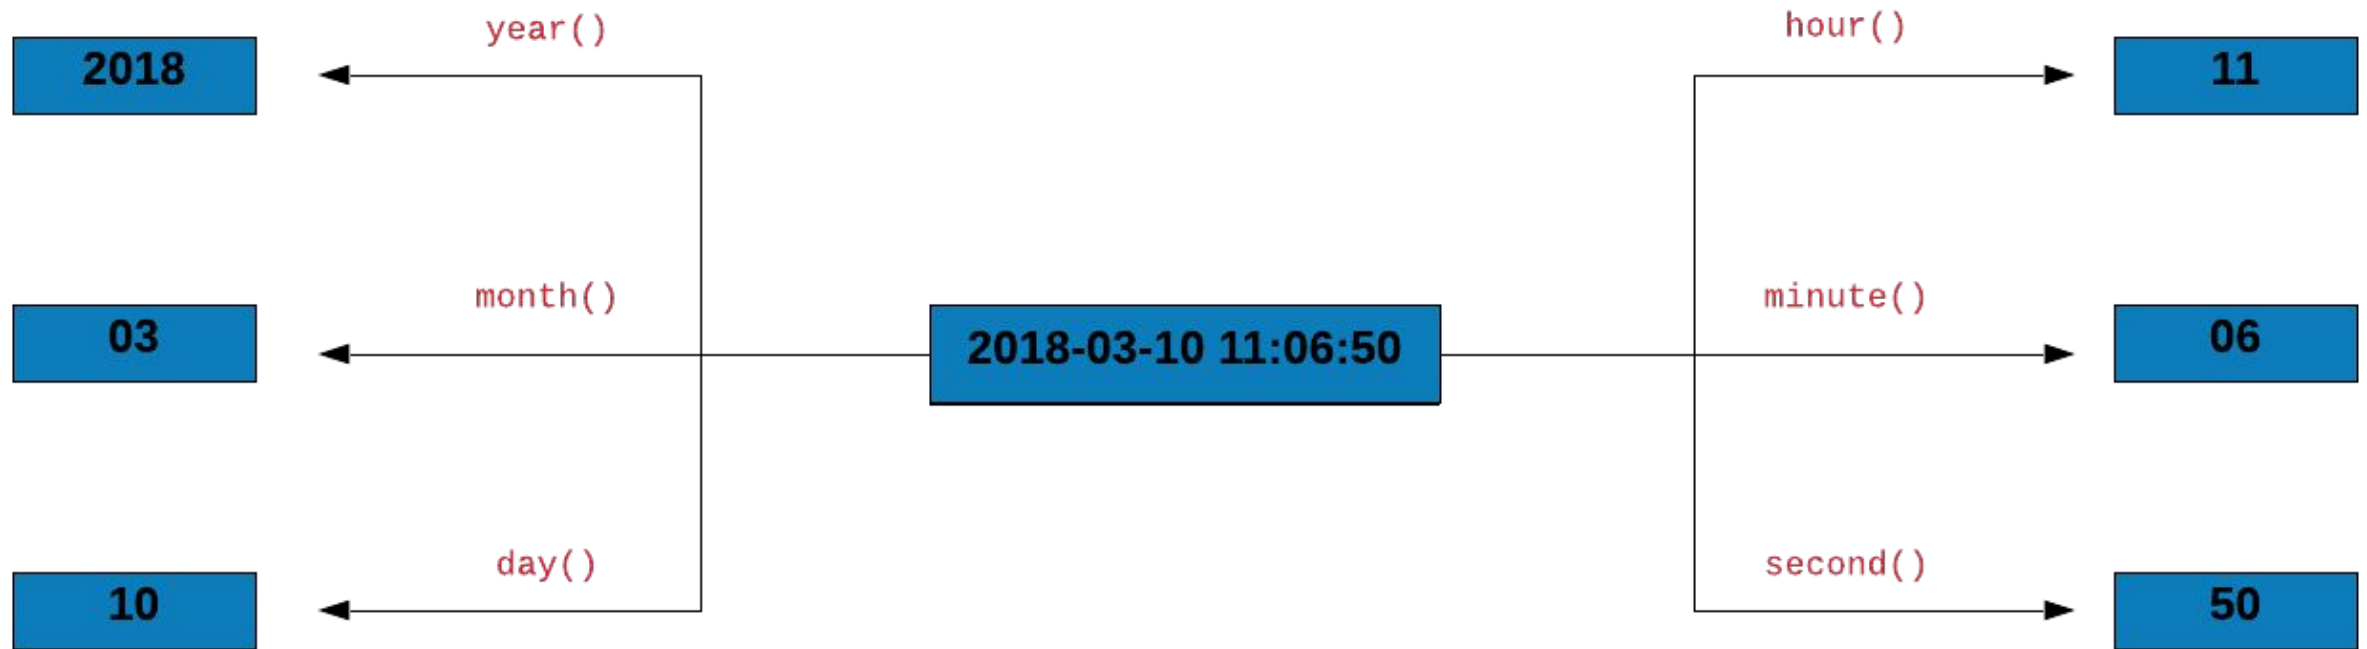 year()
hour()
2018
11
month()
minute()
03
2018-03-10 11:06:50
06
day()
second()
10
50